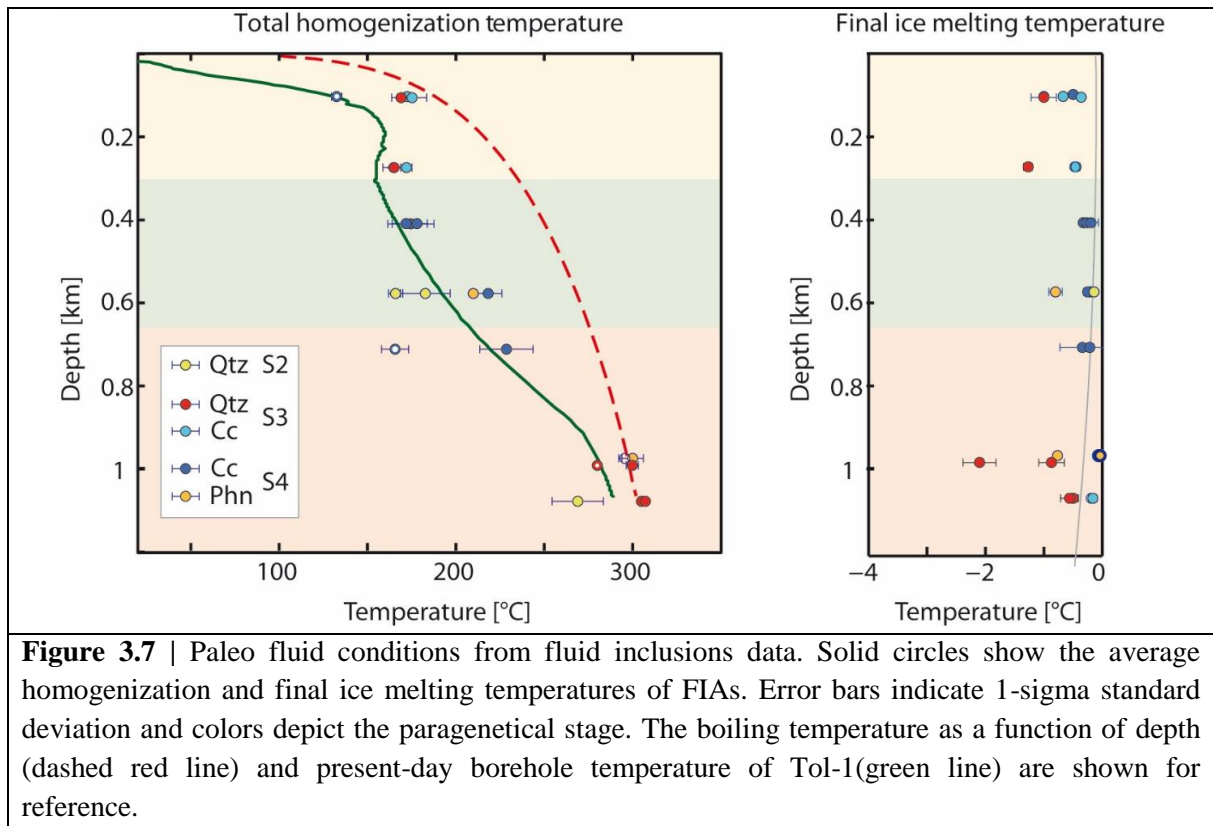 Total homogenization temperature
Final ice melting temperature
0.2
0.4
0.6
0.8
1
Depth [km]
Qtz S2
Qtz
S3
Cc
Cc
S4
Phn
100
200
300
Temperature [°C]
0.2
0.4
0.6
0.8
1
Depth [km]
−4
−2
0
Temperature [°C]
Figure 3.7 | Paleo fluid conditions from fluid inclusions data. Solid circles show the average
homogenization and final ice melting temperatures of FIAs. Error bars indicate 1-sigma standard
deviation and colors depict the paragenetical stage. The boiling temperature as a function of depth
(dashed red line) and present-day borehole temperature of Tol-1(green line) are shown for
reference.